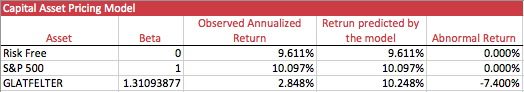 Capital Asset Pricing Model
Observed Annualized Retrun predicted by
Asset Beta Return the model Abnormal Return
Risk Free 0 9.611% 9.611% 0.000%
S&P 500 1 10.097% 10.097% 0.000%
GLATFELTER 1.31093877 2.848% 10.248% -7.400%